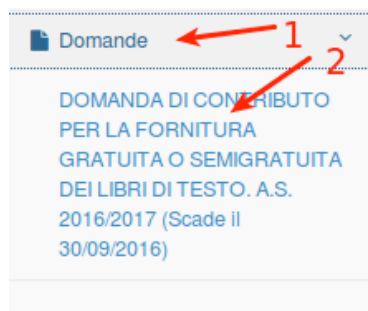 Domande
1
2
DOMANDA DI CONTRIBUTO
PER LA FORNITURA
GRATUITA O SEMIGRATUITA
DEI LIBRI DI TESTO. A.S.
2016/2017 (Scade il
30/09/2016)